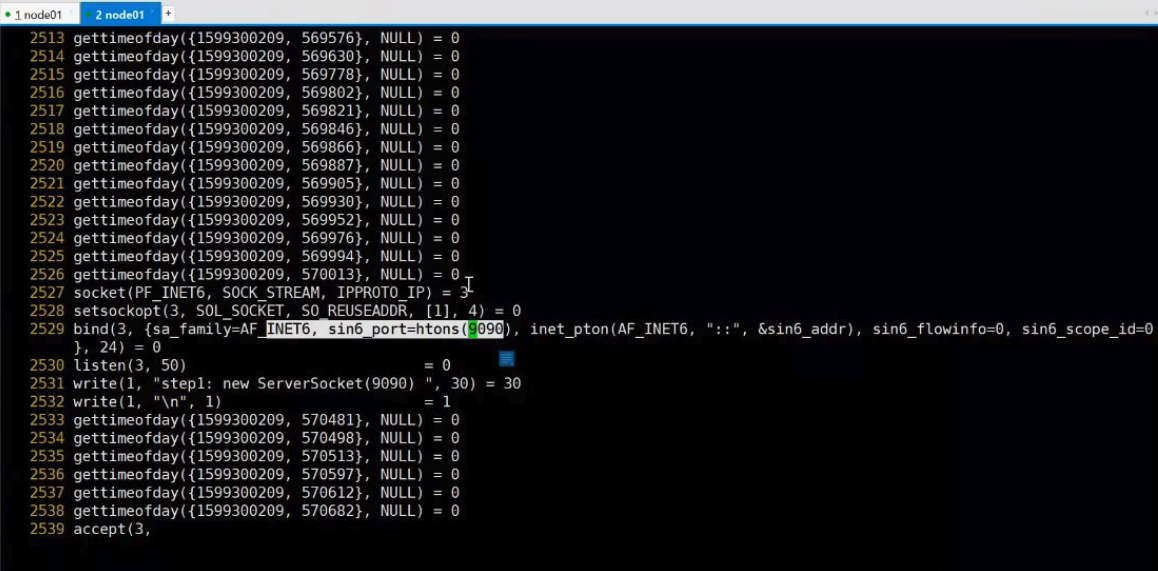 1 node01
2 node01
+
2513 gettimeofday({1599300209, 569576}, NULL) = 0
2514 gettimeofday({1599300209, 569630}, NULL) = 0
2515 gettimeofday({1599300209, 569778}, NULL) = 0
2516 gettimeofday({1599300209, 569802}, NULL) = 0
2517 gettimeofday({1599300209, 569821}, NULL) = 0
2518 gettimeofday({1599300209, 569846}, NULL) = 0
2519 gettimeofday({1599300209, 569866}, NULL) = 0
2520 gettimeofday({1599300209, 569887}, NULL) = 0
2521 gettimeofday({1599300209, 569905}, NULL) = 0
2522 gettimeofday({1599300209, 569930}, NULL) = 0
2523 gettimeofday({1599300209, 569952}, NULL) = 0
2524 gettimeofday({1599300209, 569976}, NULL) = 0
2525 gettimeofday({1599300209, 569994}, NULL) = 0
2526 gettimeofday({1599300209, 570013}, NULL) = 0
2527 socket(PF_INET6, SOCK_STREAM, IPPROTO_IP) = 3
2528 setsockopt(3, SOL_SOCKET, SO_REUSEADDR, [1], 4) = 0
2529 bind(3, {sa_family=AF_INET6, sin6_port=htons(9090), inet_pton(AF_INET6, "::", &sin6_addr), sin6_flowinfo=0, sin6_scope_id=0
}, 24) = 0
2530 listen(3, 50) = 0
2531 write(1, "step1: new ServerSocket(9090) ", 30) = 30
2532 write(1, "\n", 1) = 1
2533 gettimeofday({1599300209, 570481}, NULL) = 0
2534 gettimeofday({1599300209, 570498}, NULL) = 0
2535 gettimeofday({1599300209, 570513}, NULL) = 0
2536 gettimeofday({1599300209, 570597}, NULL) = 0
2537 gettimeofday({1599300209, 570612}, NULL) = 0
2538 gettimeofday({1599300209, 570682}, NULL) = 0
2539 accept(3,